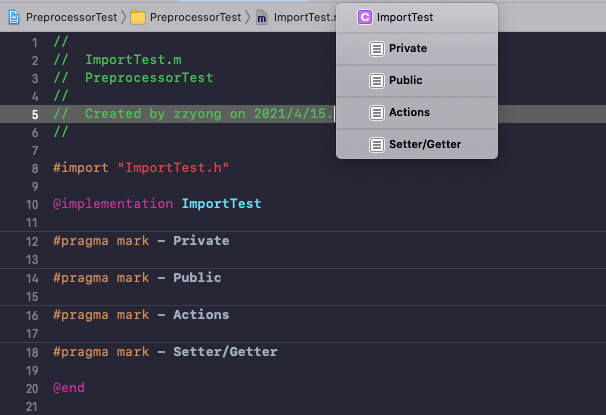 PreprocessorTest > PreprocessorTest > ImportTest.
ImportTest
Private
Public
Actions
Setter/Getter
1 //
2 //  ImportTest.m
3 //  PreprocessorTest
4 //
5 //  Created by zzyong on 2021/4/15.
6 //
7
8 #import "ImportTest.h"
9
10 @implementation ImportTest
11
12 #pragma mark - Private
13
14 #pragma mark - Public
15
16 #pragma mark - Actions
17
18 #pragma mark - Setter/Getter
19
20 @end
21